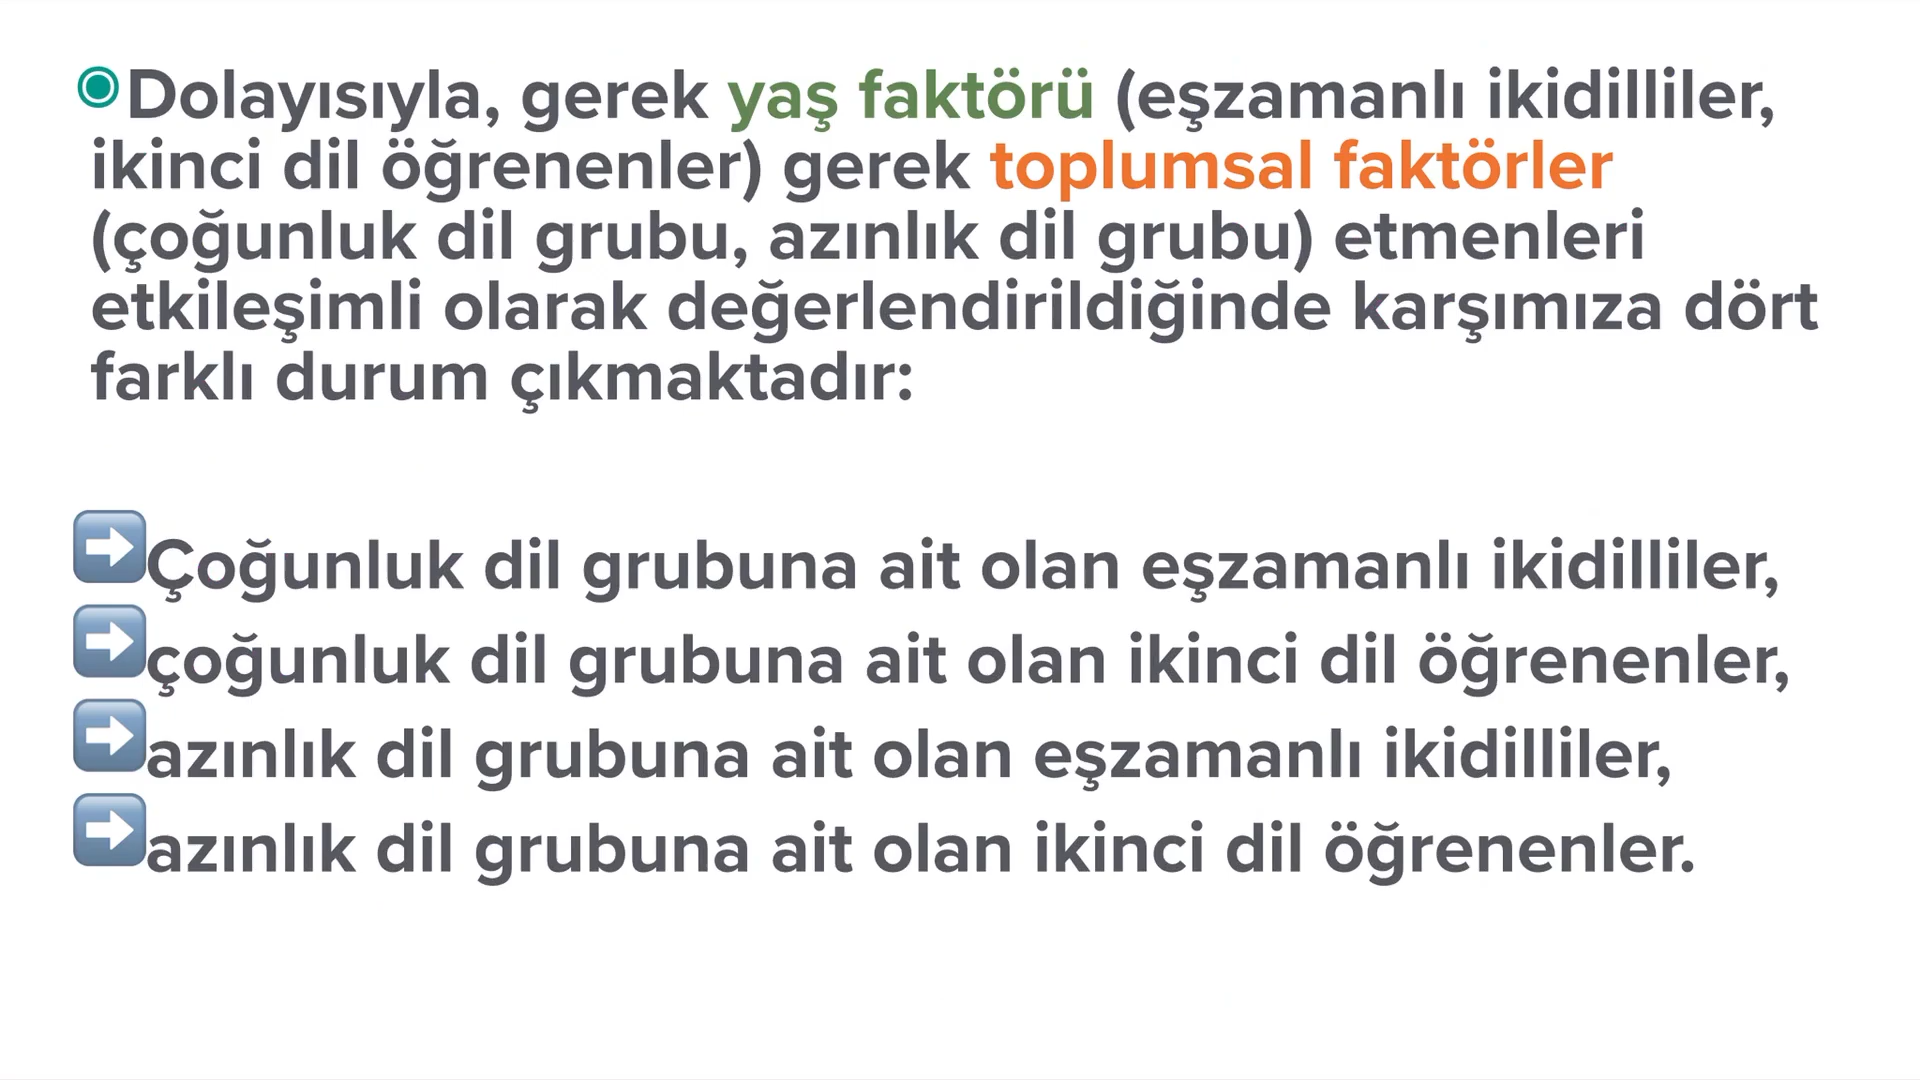 Dolayısıyla, gerek yaş faktörü (eşzamanlı ikidilliler,
ikinci dil öğrenenler) gerek toplumsal faktörler
(çoğunluk dil grubu, azınlık dil grubu) etmenleri
etkileşimli olarak değerlendirildiğinde karşımıza dört
farklı durum çıkmaktadır:
Çoğunluk dil grubuna ait olan eşzamanlı ikidilliler,
çoğunluk dil grubuna ait olan ikinci dil öğrenenler,
azınlık dil grubuna ait olan eşzamanlı ikidilliler,
azınlık dil grubuna ait olan ikinci dil öğrenenler.